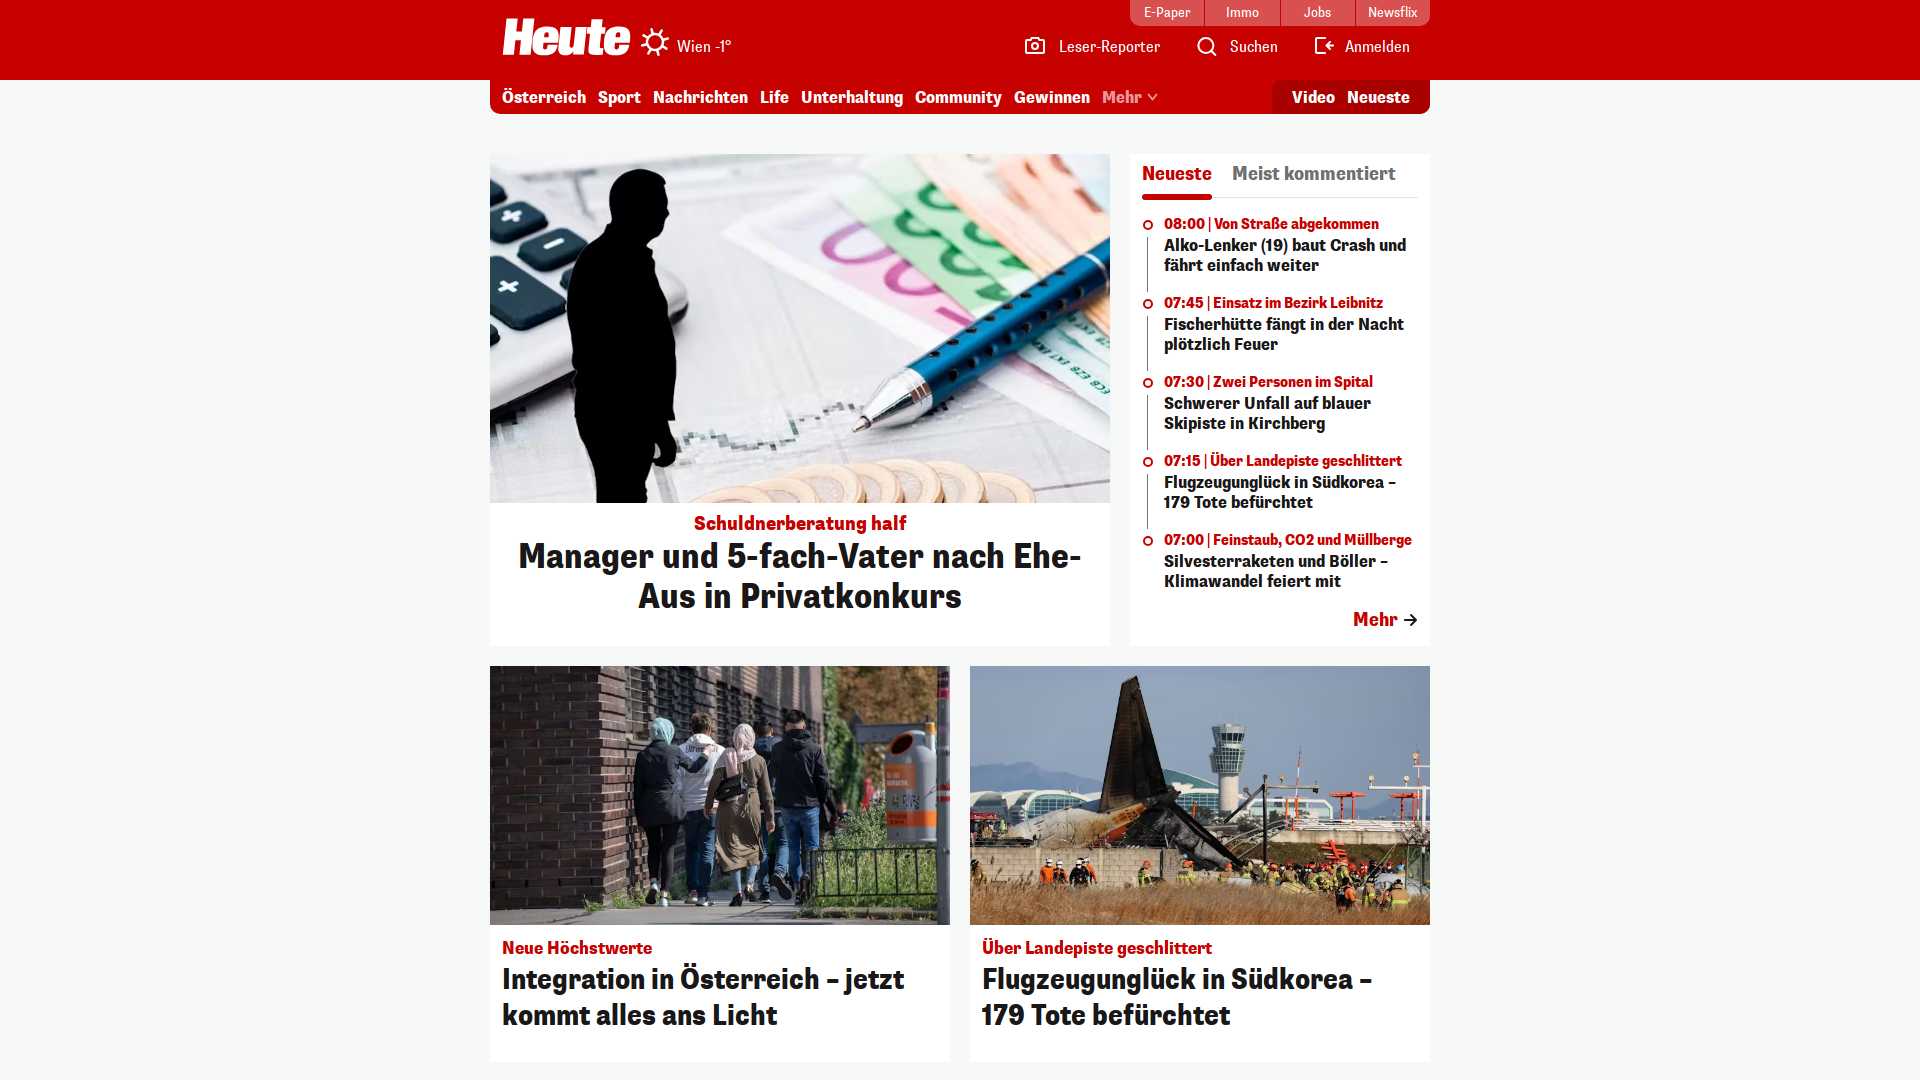 E-Paper
Immo
Jobs
Newsflix
Heute
Wien -1°
Leser-Reporter
Suchen
Anmelden
Österreich
Sport
Nachrichten
Life
Unterhaltung
Community
Gewinnen
Mehr
Video
Neueste
Neueste
Meist kommentiert
08:00 | Von Straße abgekommen
Alko-Lenker (19) baut Crash und
fährt einfach weiter
07:45 | Einsatz im Bezirk Leibnitz
Fischerhütte fängt in der Nacht
plötzlich Feuer
07:30 | Zwei Personen im Spital
Schwerer Unfall auf blauer
Skipiste in Kirchberg
07:15 | Über Landepiste geschlittert
Flugzeugunglück in Südkorea –
179 Tote befürchtet
07:00 | Feinstaub, CO2 und Müllberge
Silvesterraketen und Böller –
Klimawandel feiert mit
Mehr
Schuldnerberatung half
Manager und 5-fach-Vater nach Ehe-
Aus in Privatkonkurs
Neue Höchstwerte
Integration in Österreich – jetzt
kommt alles ans Licht
Über Landepiste geschlittert
Flugzeugunglück in Südkorea –
179 Tote befürchtet